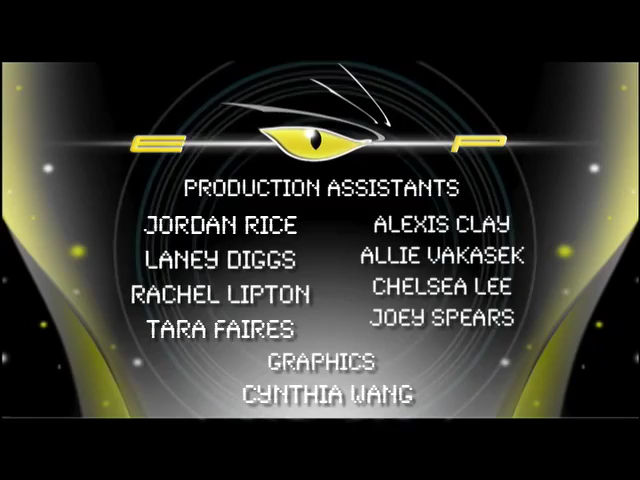 E P
PRODUCTION ASSISTANTS
JORDAN RICE
LANEY DIGGS
RACHEL LIPTON
TARA FAIRES
ALEXIS CLAY
ALLIE VAKASEK
CHELSEA LEE
JOEY SPEARS
GRAPHICS
CYNTHIA WANG